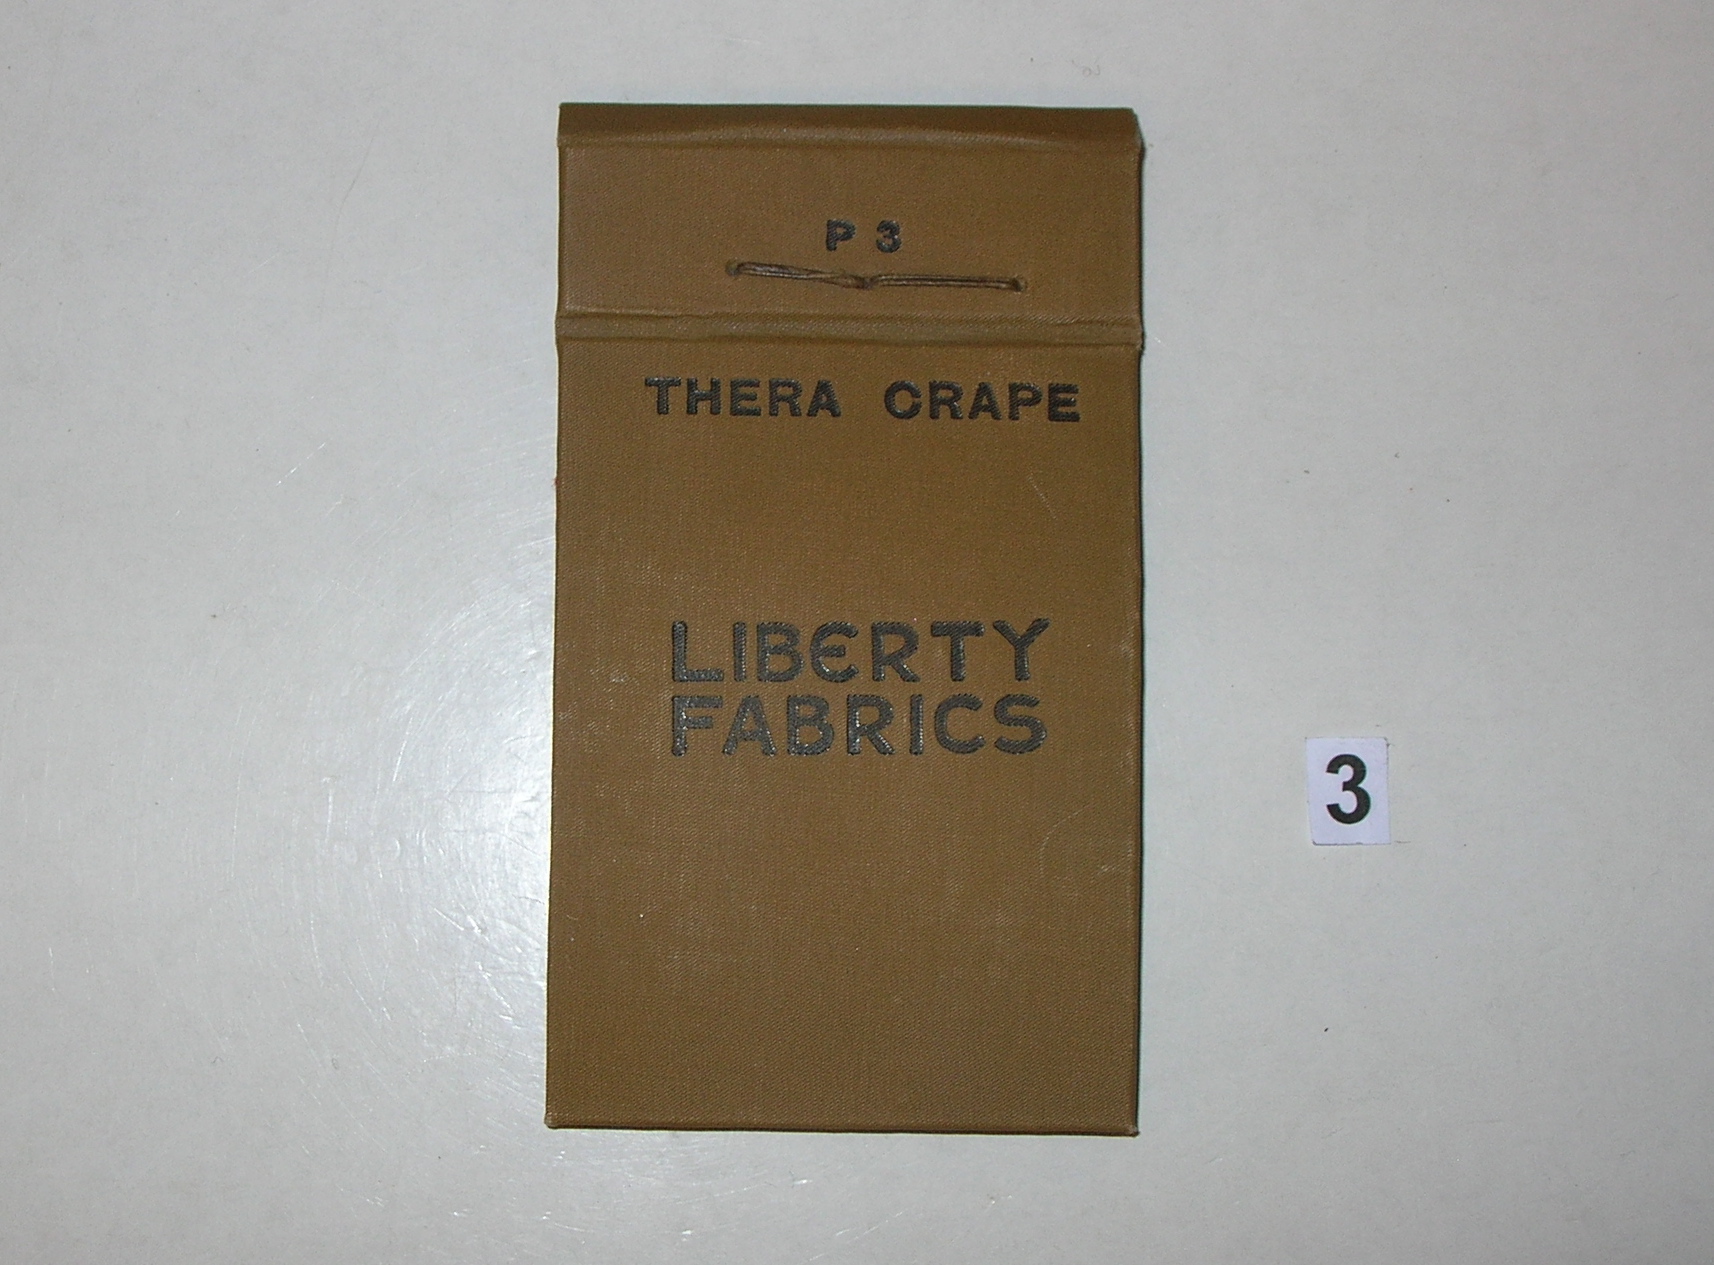 P 3
THERA CRAPE
LIBERTY
FABRICS
3